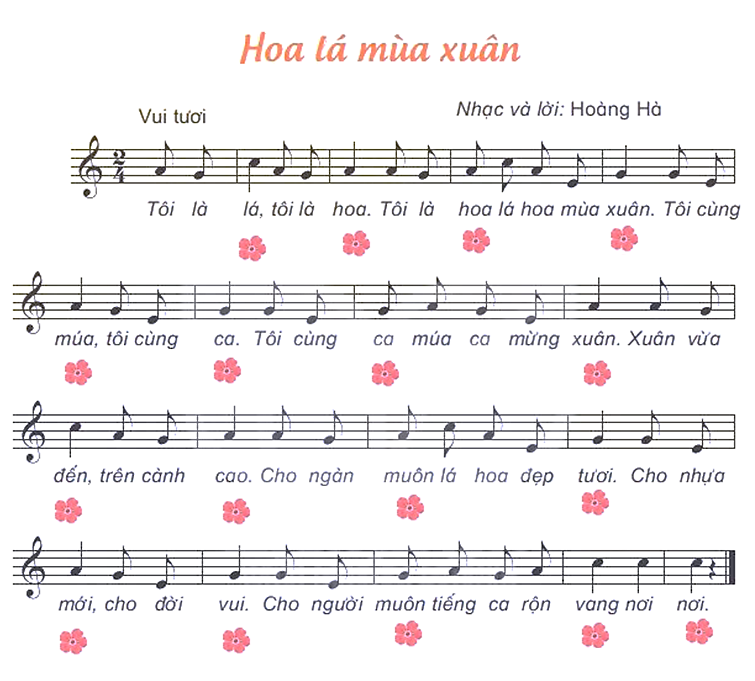 Hoa lá mùa xuân
Vui tươi
Nhạc và lời: Hoàng Hà
2
4
Tôi là lá, tôi là hoa. Tôi là hoa lá hoa mùa xuân. Tôi cùng
múa, tôi cùng ca. Tôi cùng ca múa ca mừng xuân. Xuân vừa
đến, trên cành cao. Cho ngàn muôn lá hoa đẹp tươi. Cho nhựa
mới, cho đời vui. Cho người muôn tiếng ca rộn vang nơi nơi.